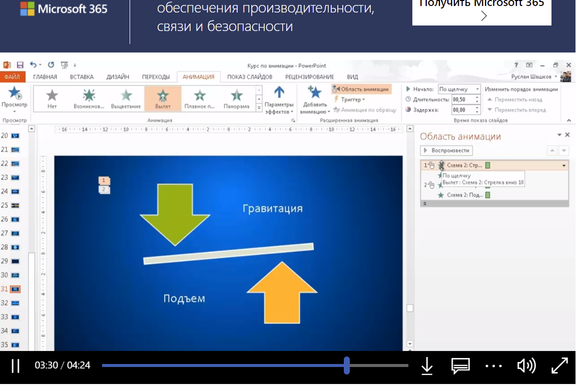 Microsoft 365
обеспечения производительности,
связи и безопасности
Получить Microsoft 365
Курс по анимации - PowerPoint
Руслан Шашков
ФАЙЛ ГЛАВНАЯ ВСТАВКА ДИЗАЙН ПЕРЕХОДЫ АНИМАЦИЯ ПОКАЗ СЛАЙДОВ РЕЦЕНЗИРОВАНИЕ ВИД
Просмотр
Просмотр
Нет Возникнов... Выцветание Вылет Плавное п... Панорама
Анимация
Параметры эффектов
Добавить анимацию
Область анимации
Триггер
Анимация по образцу
Расширенная анимация
Начало: По щелчку
Длительность: 00,50
Задержка: 00,00
Изменить порядок анимации
Переместить назад
Переместить вперед
Время показа слайдов
20
21
22
23
24
25
26
27
28
29
30
31
32
33
34
35
1
2
Гравитация
Подъем
Область анимации
Воспроизвести
1 Схема 2: Стр...
По щелчку
Вылет: Схема 2: Стрелка вниз 10
2
Схема 2: Под...
03:30 / 04:24